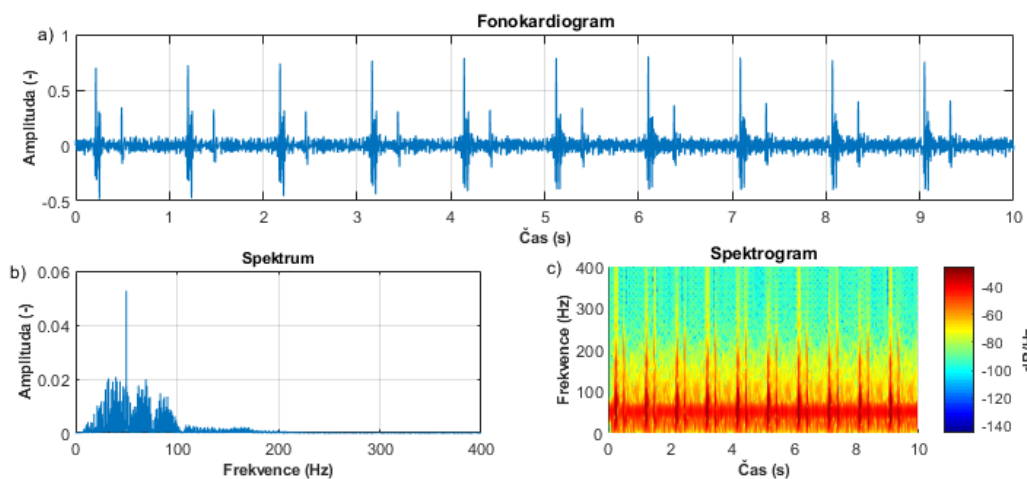 Fonokardiogram
a)
Amplituda (-)
1
0.5
0
-0.5
0 1 2 3 4 5 6 7 8 9 10
Čas (s)
Spektrum
b)
Amplituda (-)
0.06
0.04
0.02
0
0 100 200 300 400
Frekvence (Hz)
Spektrogram
c)
Frekvence (Hz)
400
300
200
100
0
0 2 4 6 8 10
Čas (s)
-40
-60
-80
-100
-120
-140